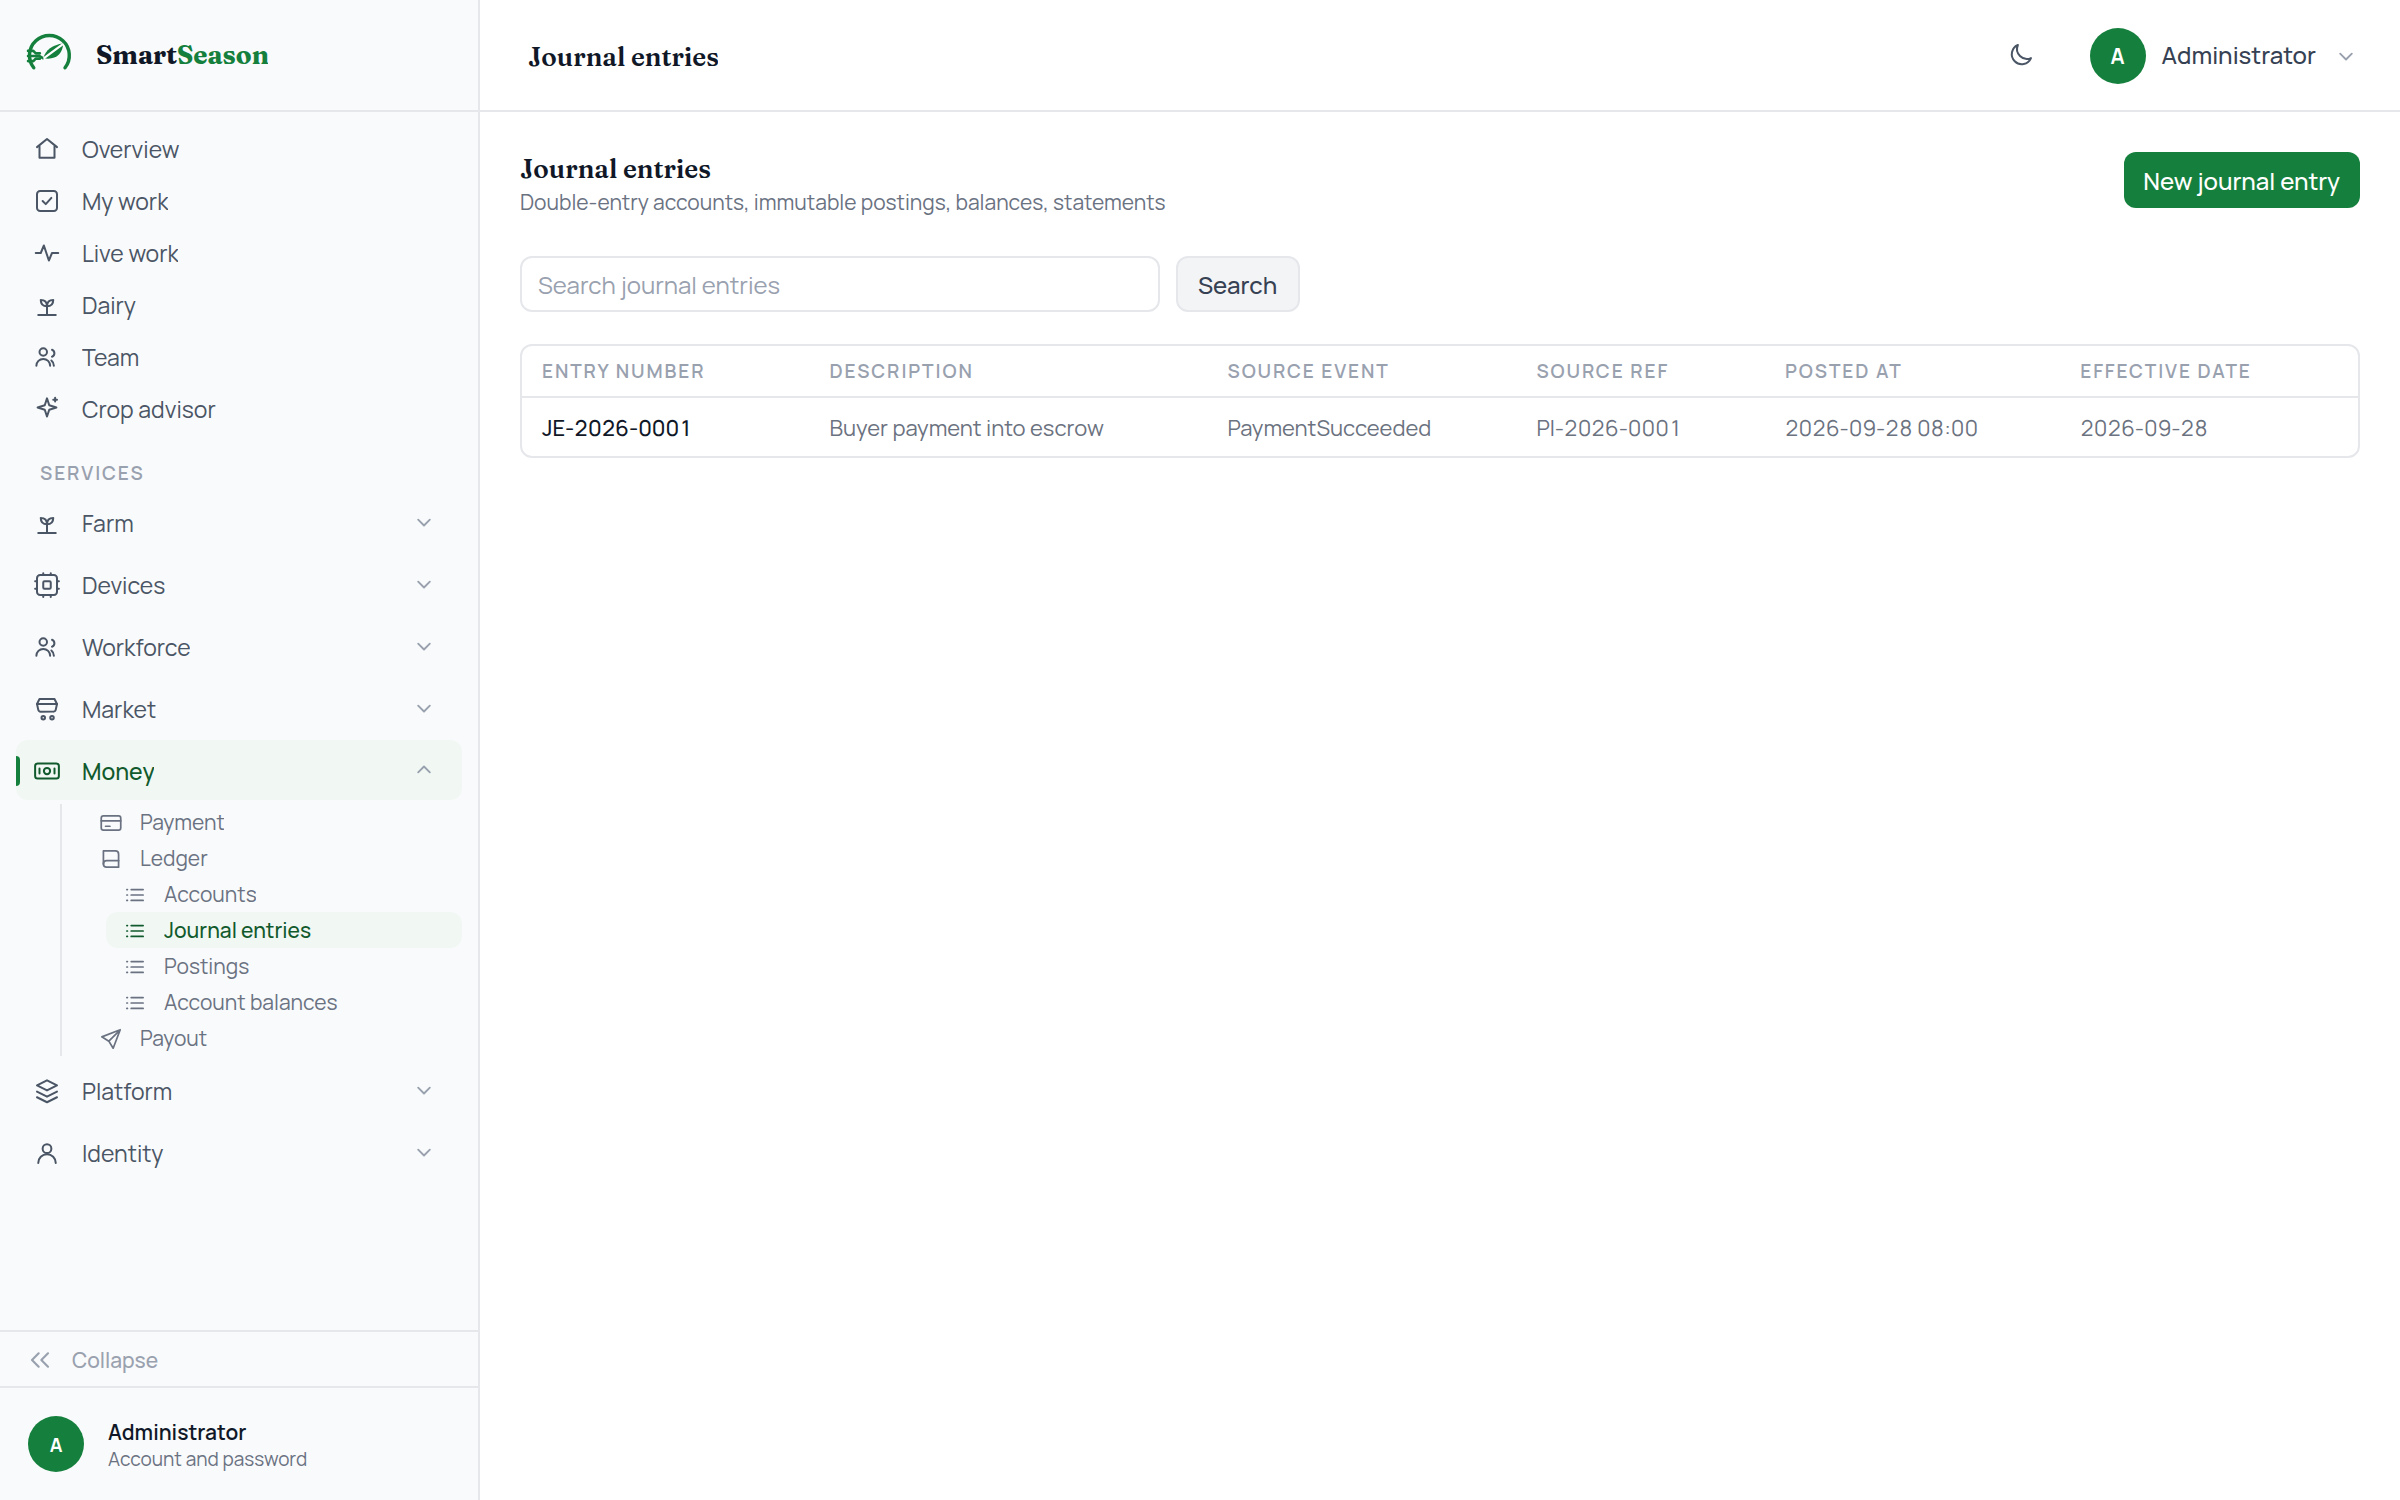 SmartSeason
Journal entries
A
Administrator
Overview
My work
Live work
Dairy
Team
Crop advisor
SERVICES
Farm
Devices
Workforce
Market
Money
Payment
Ledger
Accounts
Journal entries
Postings
Account balances
Payout
Platform
Identity
Collapse
A
Administrator
Account and password
Journal entries
Double-entry accounts, immutable postings, balances, statements
New journal entry
Search journal entries
Search
ENTRY NUMBER DESCRIPTION SOURCE EVENT SOURCE REF POSTED AT EFFECTIVE DATE
JE-2026-0001 Buyer payment into escrow PaymentSucceeded PI-2026-0001 2026-09-28 08:00 2026-09-28